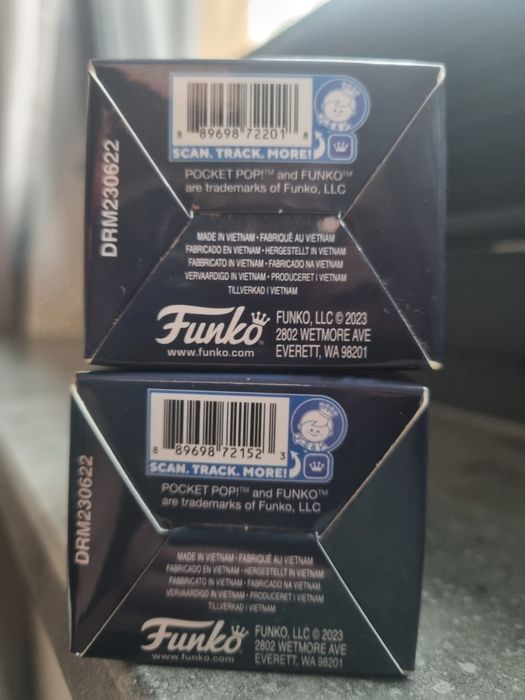 8 89698 72201 8
SCAN. TRACK. MORE!
DRM230622
POCKET POP!™ and FUNKO™
are trademarks of Funko, LLC
MADE IN VIETNAM • FABRIQUÉ AU VIETNAM
FABRICADO EN VIETNAM • HERGESTELLT IN VIETNAM
FABBRICATO IN VIETNAM • FABRICADO NA VIETNAM
VERVAARDIGD IN VIETNAM • PRODUCERET I VIETNAM
TILLVERKAD I VIETNAM
Funko®
www.funko.com
FUNKO, LLC © 2023
2802 WETMORE AVE
EVERETT, WA 98201
8 89698 72152 3
SCAN. TRACK. MORE!
DRM230622
POCKET POP!™ and FUNKO™
are trademarks of Funko, LLC
MADE IN VIETNAM • FABRIQUÉ AU VIETNAM
FABRICADO EN VIETNAM • HERGESTELLT IN VIETNAM
FABBRICATO IN VIETNAM • FABRICADO NA VIETNAM
VERVAARDIGD IN VIETNAM • PRODUCERET I VIETNAM
TILLVERKAD I VIETNAM
Funko
www.funko.com
FUNKO, LLC © 2023
2802 WETMORE AVE
EVERETT, WA 98201